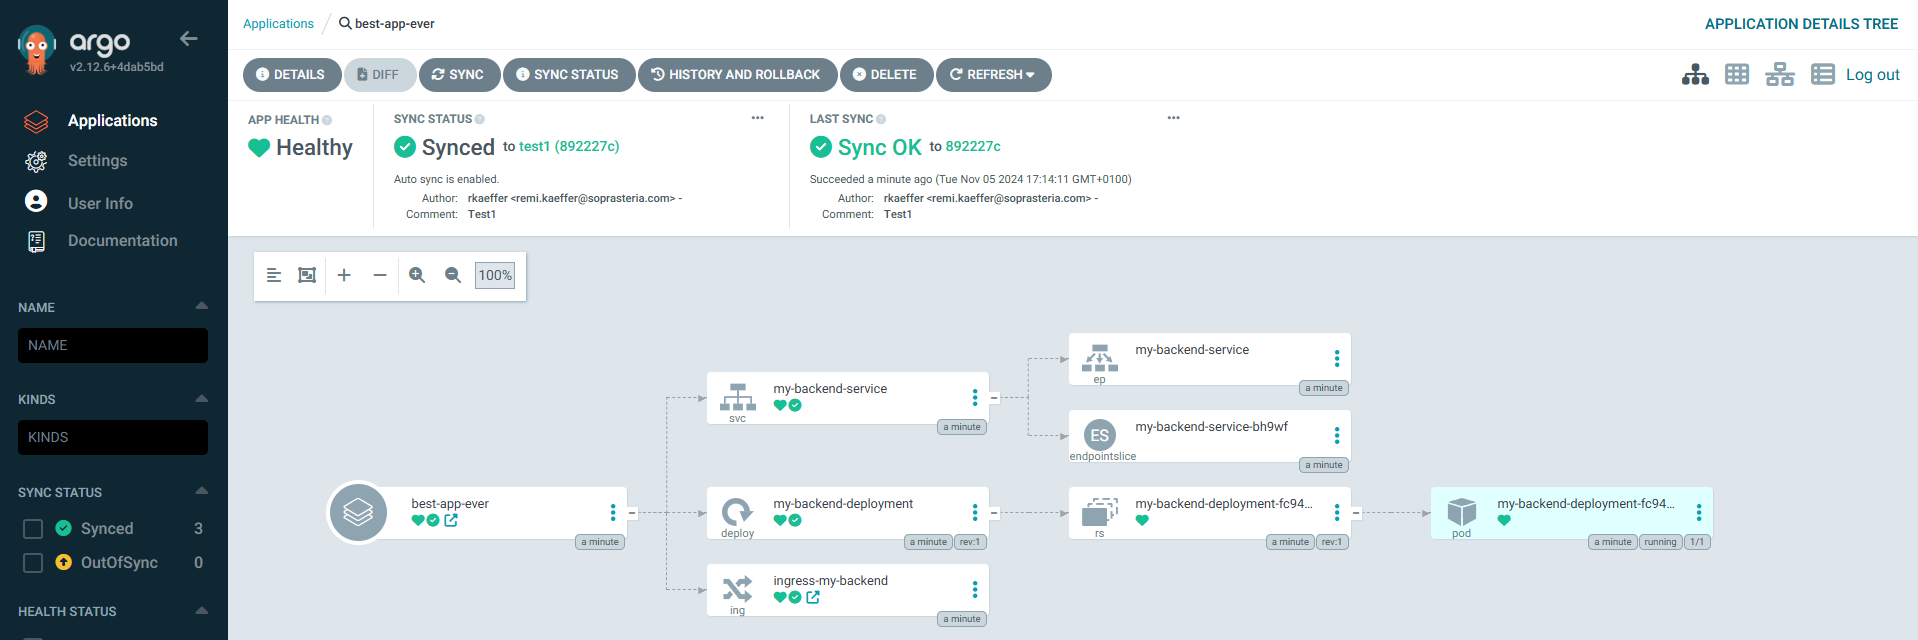 argo
v2.12.6+4dab5bd
Applications
Settings
User Info
Documentation
NAME
NAME
KINDS
KINDS
SYNC STATUS
Synced 3
OutOfSync 0
HEALTH STATUS
Applications / best-app-ever
APPLICATION DETAILS TREE
DETAILS DIFF SYNC SYNC STATUS HISTORY AND ROLLBACK DELETE REFRESH
Log out
APP HEALTH
Healthy
SYNC STATUS
Synced to test1 (892227c)
Auto sync is enabled.
Author: rkaeffer <remi.kaeffer@soprasteria.com> -
Comment: Test1
LAST SYNC
Sync OK to 892227c
Succeeded a minute ago (Tue Nov 05 2024 17:14:11 GMT+0100)
Author: rkaeffer <remi.kaeffer@soprasteria.com> -
Comment: Test1
100%
best-app-ever
a minute
my-backend-service
svc
a minute
my-backend-deployment
deploy
a minute rev:1
ingress-my-backend
ing
a minute
my-backend-service
ep
a minute
ES
my-backend-service-bh9wf
endpointslice
a minute
my-backend-deployment-fc94...
rs
a minute rev:1
my-backend-deployment-fc94...
pod
a minute running 1/1